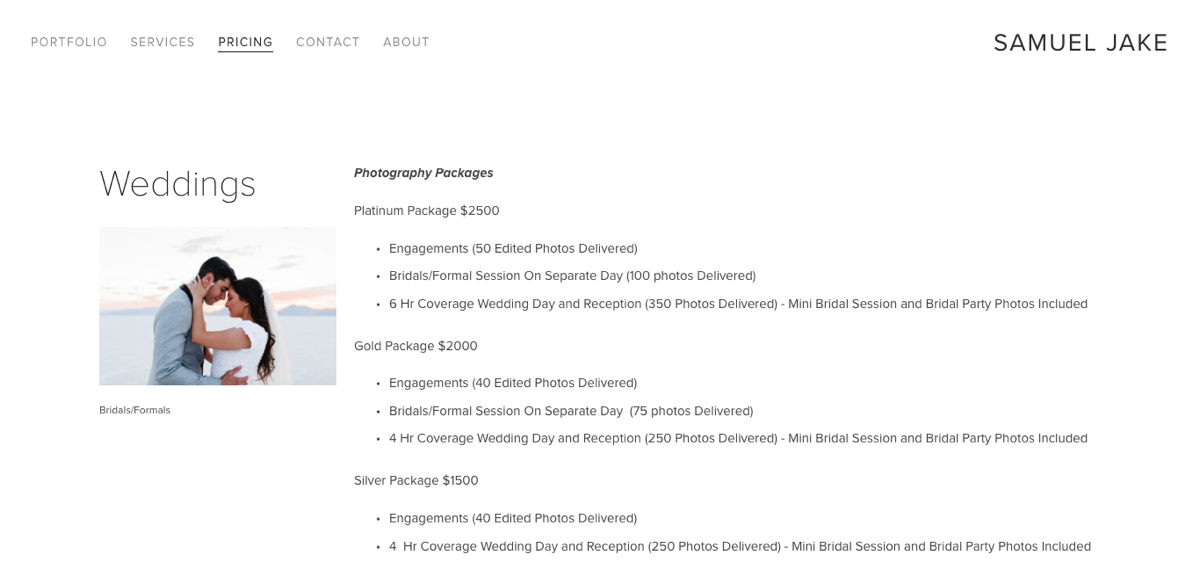 PORTFOLIO SERVICES PRICING CONTACT ABOUT SAMUEL JAKE
Weddings
Bridals/Formals
Photography Packages
Platinum Package $2500
• Engagements (50 Edited Photos Delivered)
• Bridals/Formal Session On Separate Day (100 photos Delivered)
• 6 Hr Coverage Wedding Day and Reception (350 Photos Delivered) - Mini Bridal Session and Bridal Party Photos Included
Gold Package $2000
• Engagements (40 Edited Photos Delivered)
• Bridals/Formal Session On Separate Day  (75 photos Delivered)
• 4 Hr Coverage Wedding Day and Reception (250 Photos Delivered) - Mini Bridal Session and Bridal Party Photos Included
Silver Package $1500
• Engagements (40 Edited Photos Delivered)
• 4  Hr Coverage Wedding Day and Reception (250 Photos Delivered) - Mini Bridal Session and Bridal Party Photos Included